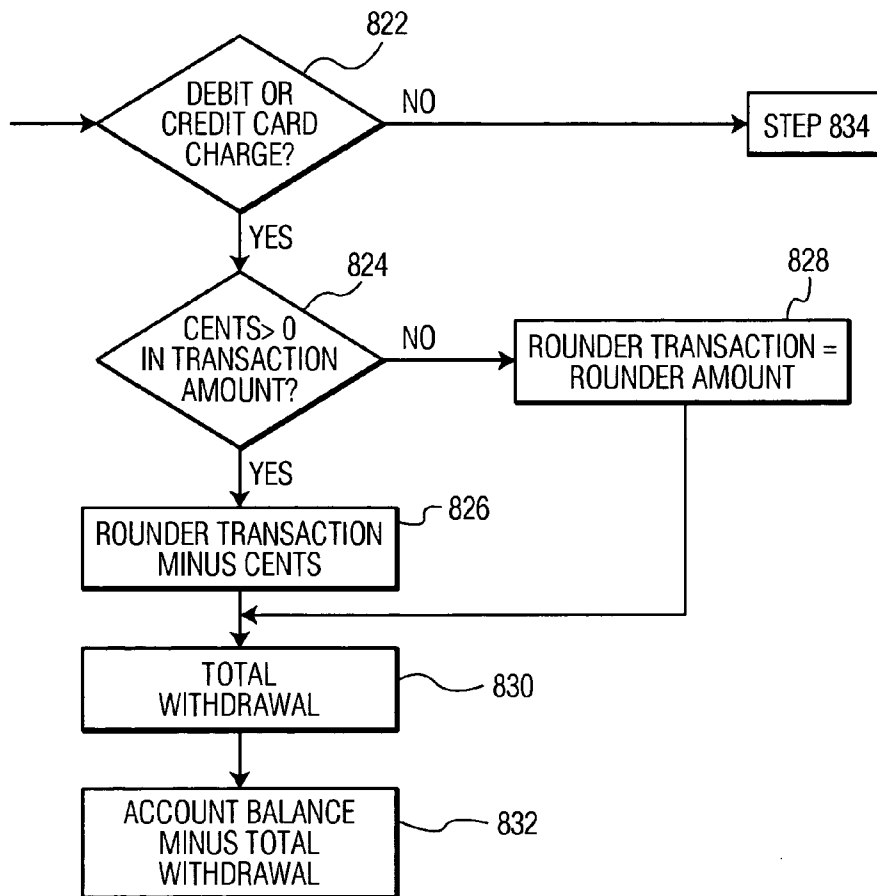 822
DEBIT OR
CREDIT CARD
CHARGE?
NO
STEP 834
YES
824
CENTS> 0
IN TRANSACTION
AMOUNT?
NO
828
ROUNDER TRANSACTION =
ROUNDER AMOUNT
YES
826
ROUNDER TRANSACTION
MINUS CENTS
TOTAL
WITHDRAWAL
830
ACCOUNT BALANCE
MINUS TOTAL
WITHDRAWAL
832